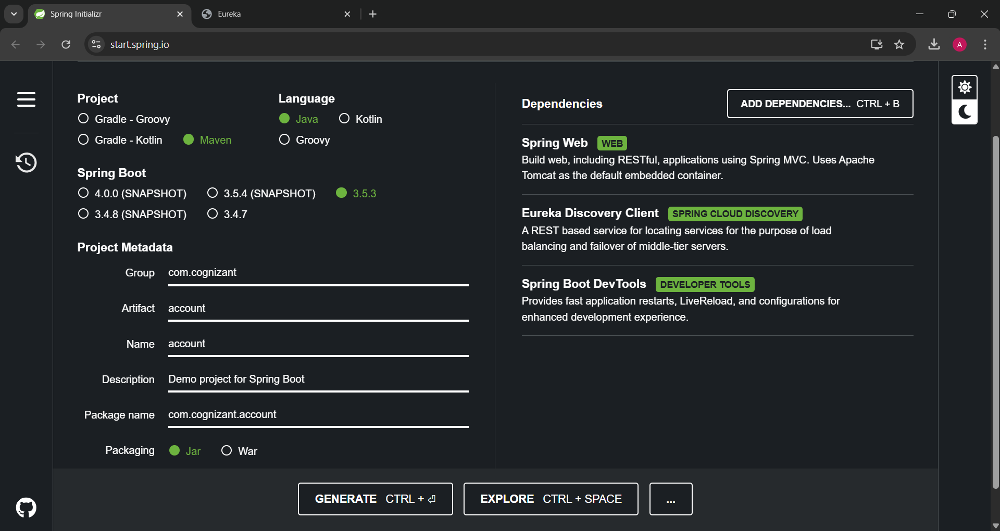 Spring Initializr
Eureka
start.spring.io
A
Project
Gradle - Groovy
Gradle - Kotlin Maven
Language
Java Kotlin
Groovy
Spring Boot
4.0.0 (SNAPSHOT) 3.5.4 (SNAPSHOT) 3.5.3
3.4.8 (SNAPSHOT) 3.4.7
Project Metadata
Group com.cognizant
Artifact account
Name account
Description Demo project for Spring Boot
Package name com.cognizant.account
Packaging Jar War
Dependencies ADD DEPENDENCIES... CTRL + B
Spring Web WEB
Build web, including RESTful, applications using Spring MVC. Uses Apache
Tomcat as the default embedded container.
Eureka Discovery Client SPRING CLOUD DISCOVERY
A REST based service for locating services for the purpose of load
balancing and failover of middle-tier servers.
Spring Boot DevTools DEVELOPER TOOLS
Provides fast application restarts, LiveReload, and configurations for
enhanced development experience.
GENERATE CTRL + ⏎ EXPLORE CTRL + SPACE ...